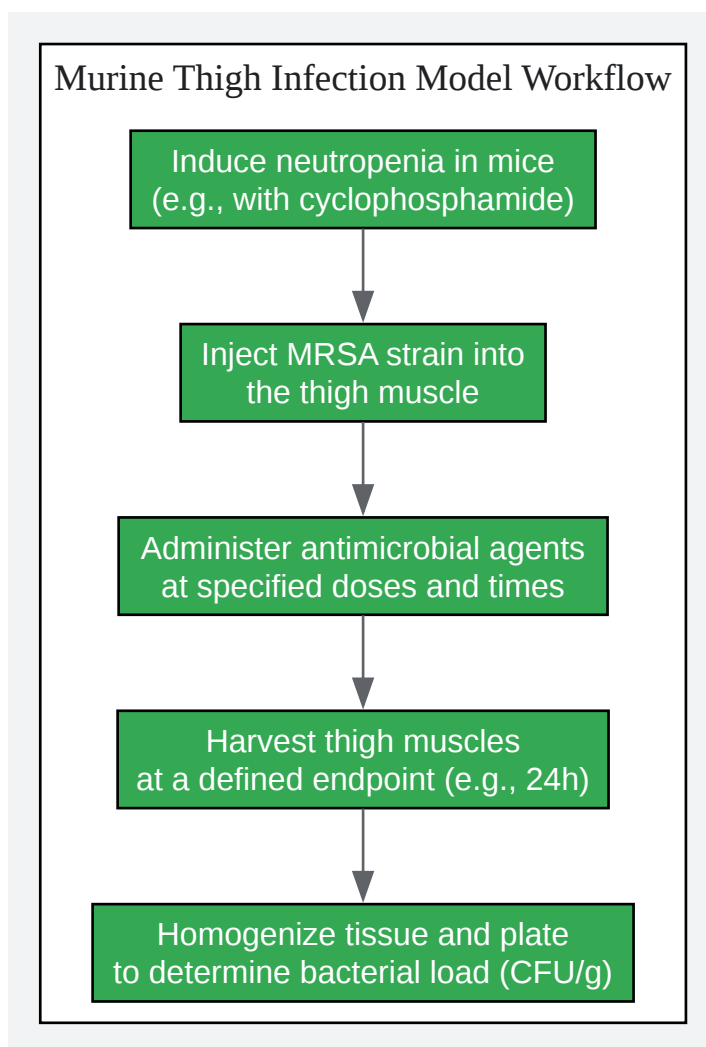 Murine Thigh Infection Model Workflow
Induce neutropenia in mice
(e.g., with cyclophosphamide)
Inject MRSA strain into
the thigh muscle
Administer antimicrobial agents
at specified doses and times
Harvest thigh muscles
at a defined endpoint (e.g., 24h)
Homogenize tissue and plate
to determine bacterial load (CFU/g)